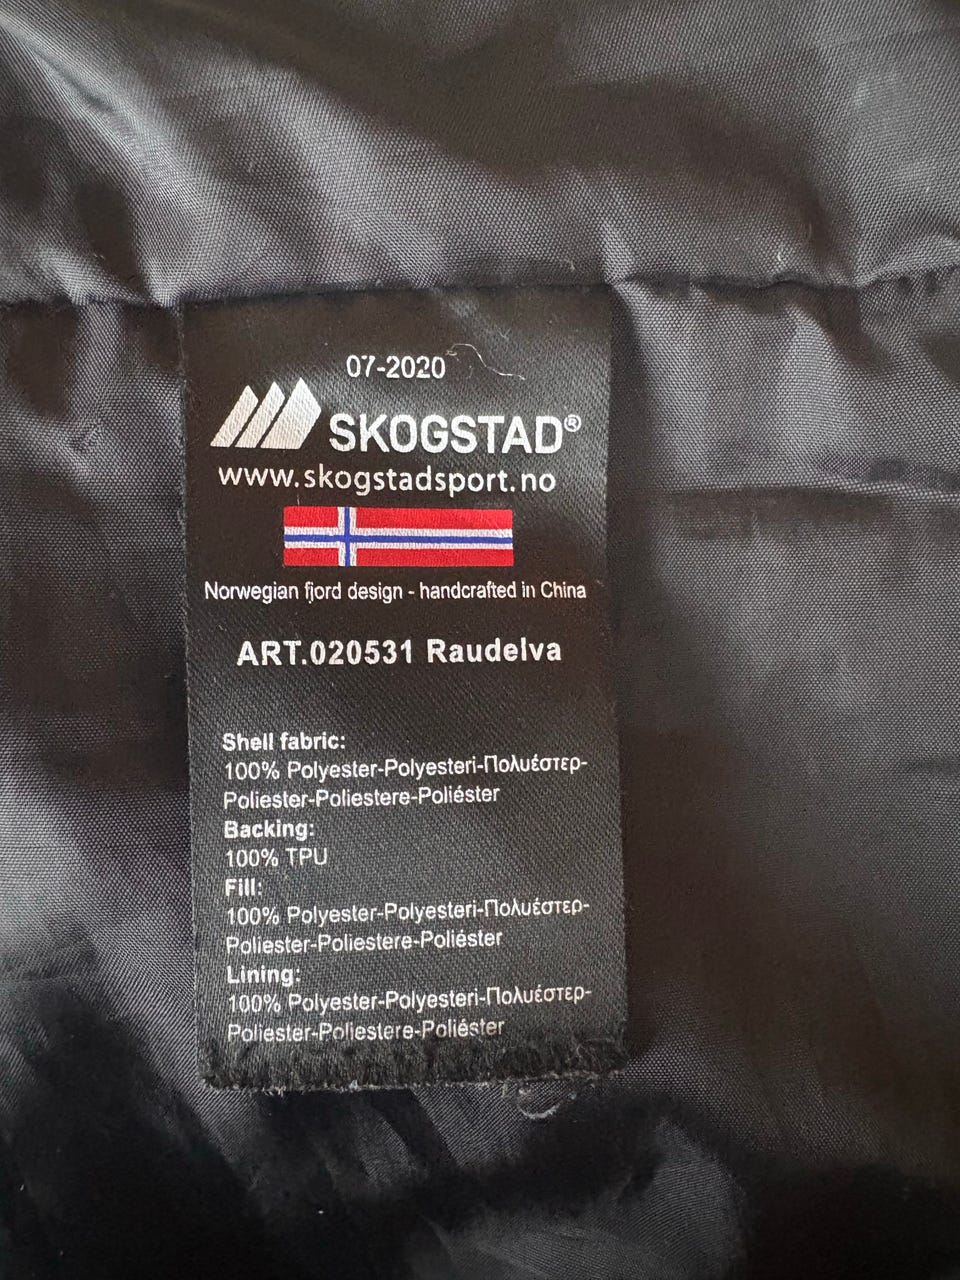 07-2020
SKOGSTAD®
www.skogstadsport.no
Norwegian fjord design - handcrafted in China
ART.020531 Raudelva
Shell fabric:
100% Polyester-Polyesteri-Πολυέστερ-
Poliester-Poliestere-Poliéster
Backing:
100% TPU
Fill:
100% Polyester-Polyesteri-Πολυέστερ-
Poliester-Poliestere-Poliéster
Lining:
100% Polyester-Polyesteri-Πολυέστερ-
Poliester-Poliestere-Poliéster